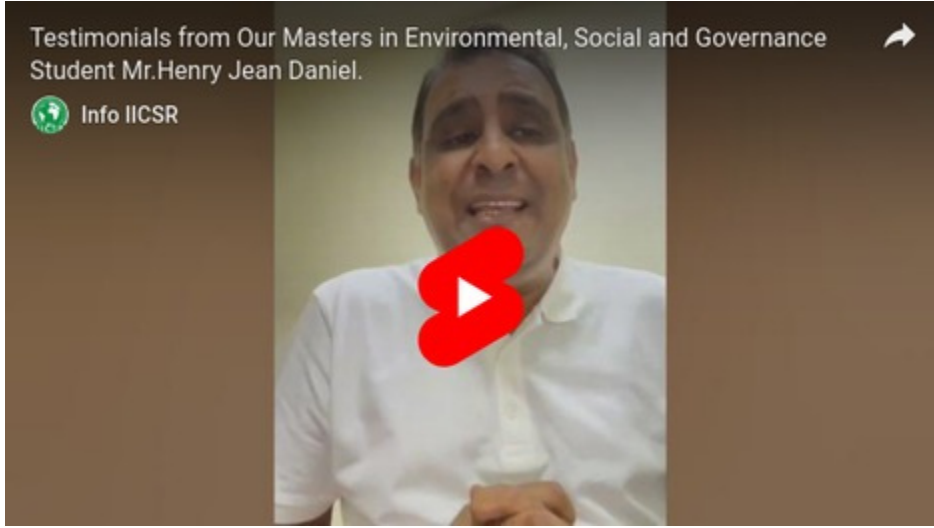 Testimonials from Our Masters in Environmental, Social and Governance
Student Mr.Henry Jean Daniel.
Info IICSR